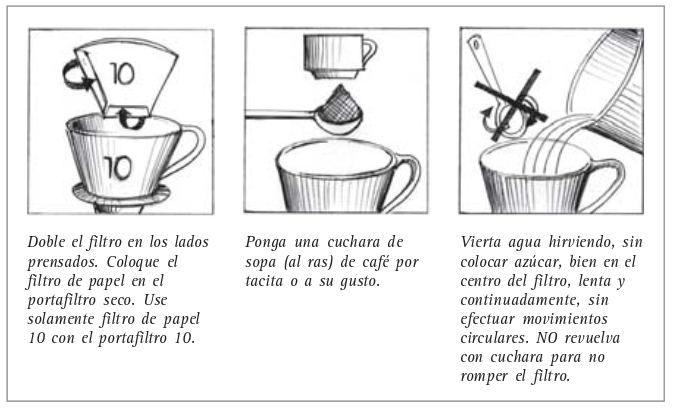 10
10
Doble el filtro en los lados
prensados. Coloque el
filtro de papel en el
portafiltro seco. Use
solamente filtro de papel
10 con el portafiltro 10.
Ponga una cuchara de
sopa (al ras) de café por
tacita o a su gusto.
Vierta agua hirviendo, sin
colocar azúcar, bien en el
centro del filtro, lenta y
continuadamente, sin
efectuar movimientos
circulares. NO revuelva
con cuchara para no
romper el filtro.